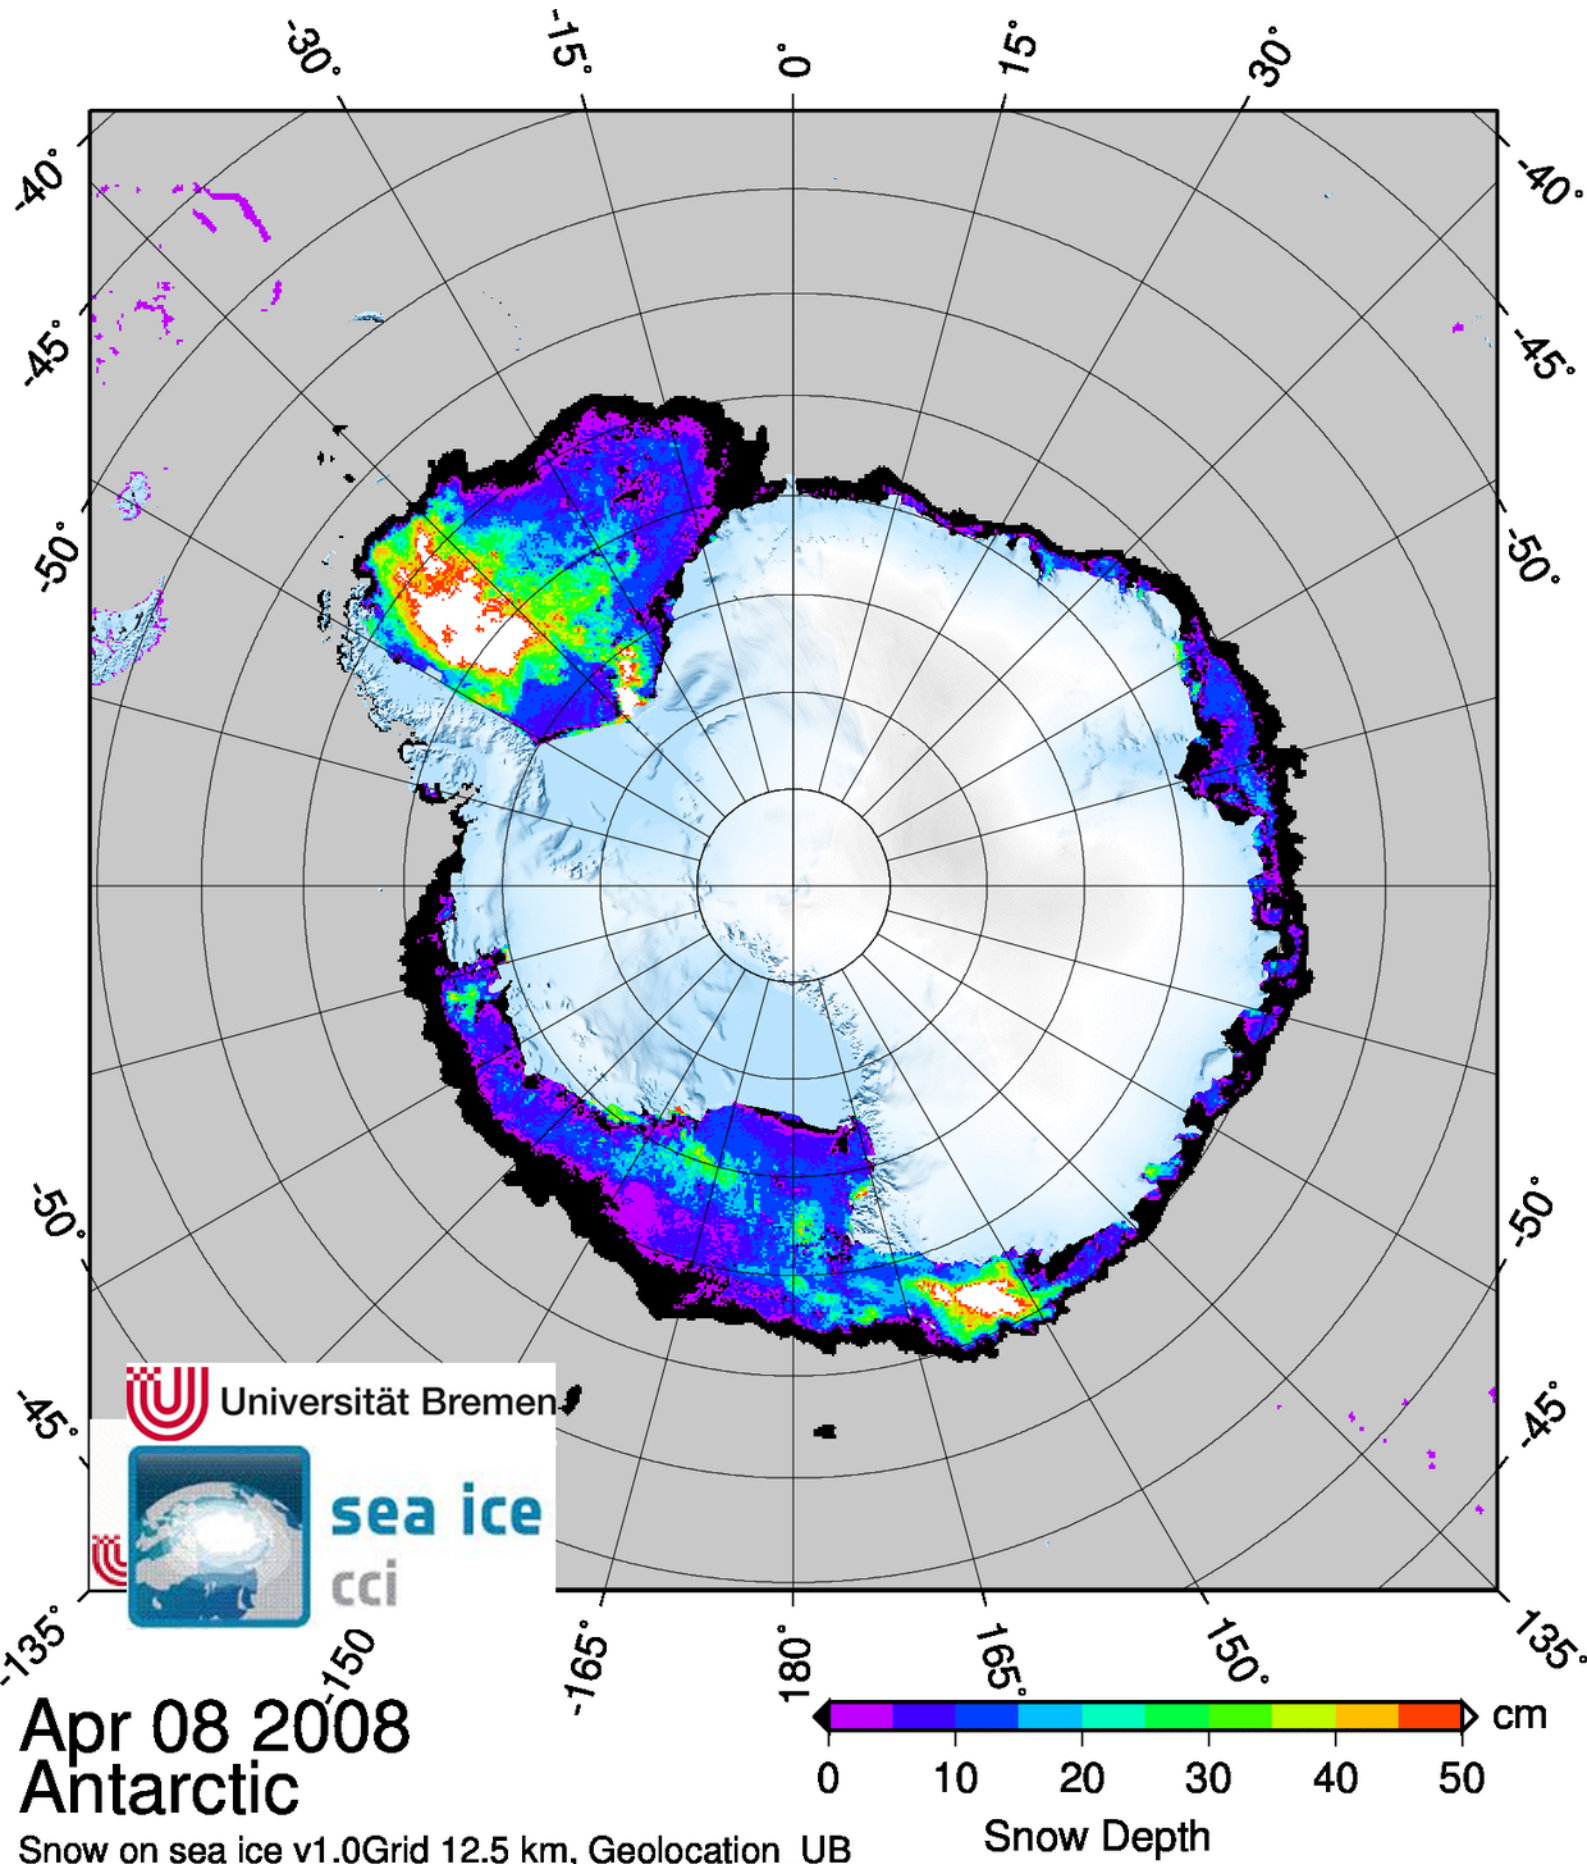 -30° -15° 0° 15° 30°
-40° -40°
-45° -45°
-50° -50°
-50° -50°
-45° -45°
Universität Bremen
sea ice
cci
-135° -150 -165° 180° 165° 150° 135°
Apr 08 2008
Antarctic
Snow on sea ice v1.0Grid 12.5 km, Geolocation UB
cm
0 10 20 30 40 50
Snow Depth